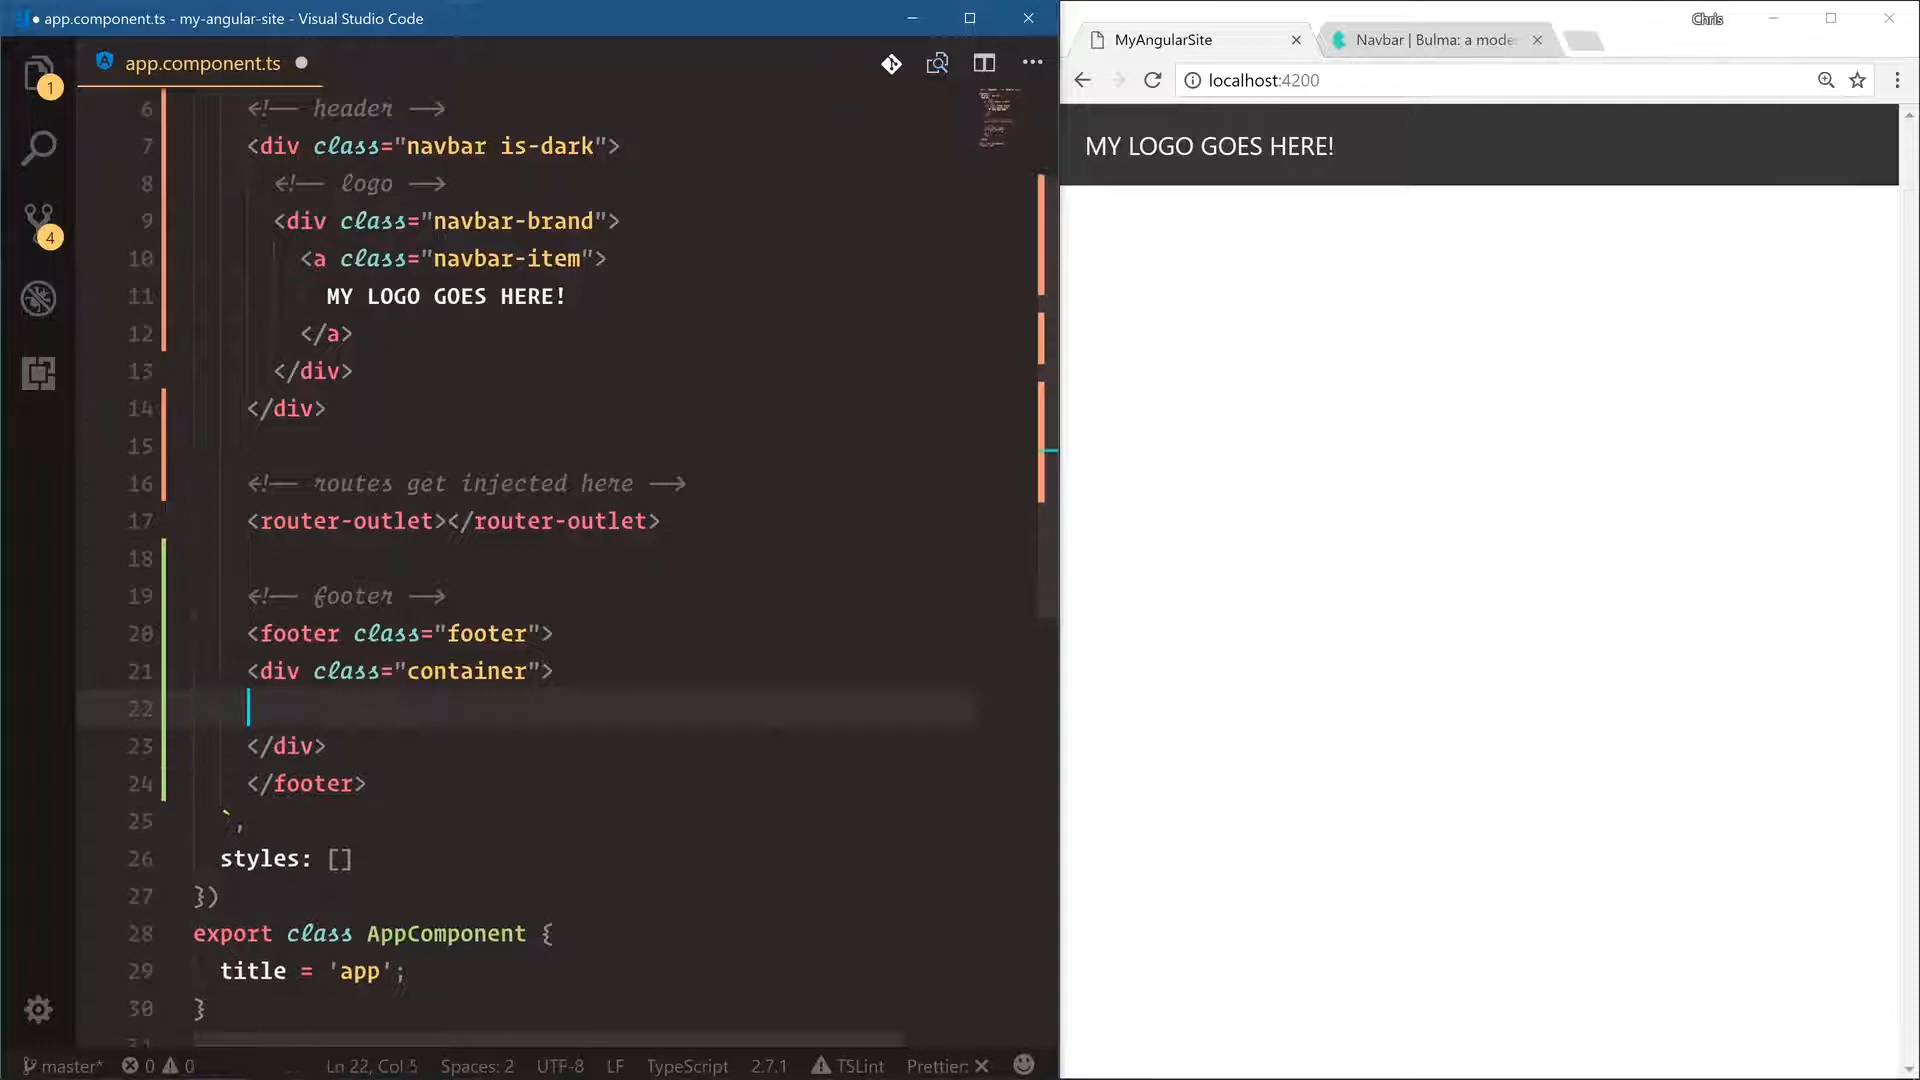 app.component.ts - my-angular-site - Visual Studio Code
app.component.ts
1
4
6 <!-- header -->
7 <div class="navbar is-dark">
8 <!-- logo -->
9 <div class="navbar-brand">
10 <a class="navbar-item">
11 MY LOGO GOES HERE!
12 </a>
13 </div>
14 </div>
15
16 <!-- routes get injected here -->
17 <router-outlet></router-outlet>
18
19 <!-- footer -->
20 <footer class="footer">
21 <div class="container">
22
23 </div>
24 </footer>
25 `,
26 styles: []
27 })
28 export class AppComponent {
29 title = 'app';
30 }
31
master* 0 0 Ln 22, Col 5 Spaces: 2 UTF-8 LF TypeScript 2.7.1 TSLint Prettier: ×
Chris
MyAngularSite
Navbar | Bulma: a mode
localhost:4200
MY LOGO GOES HERE!